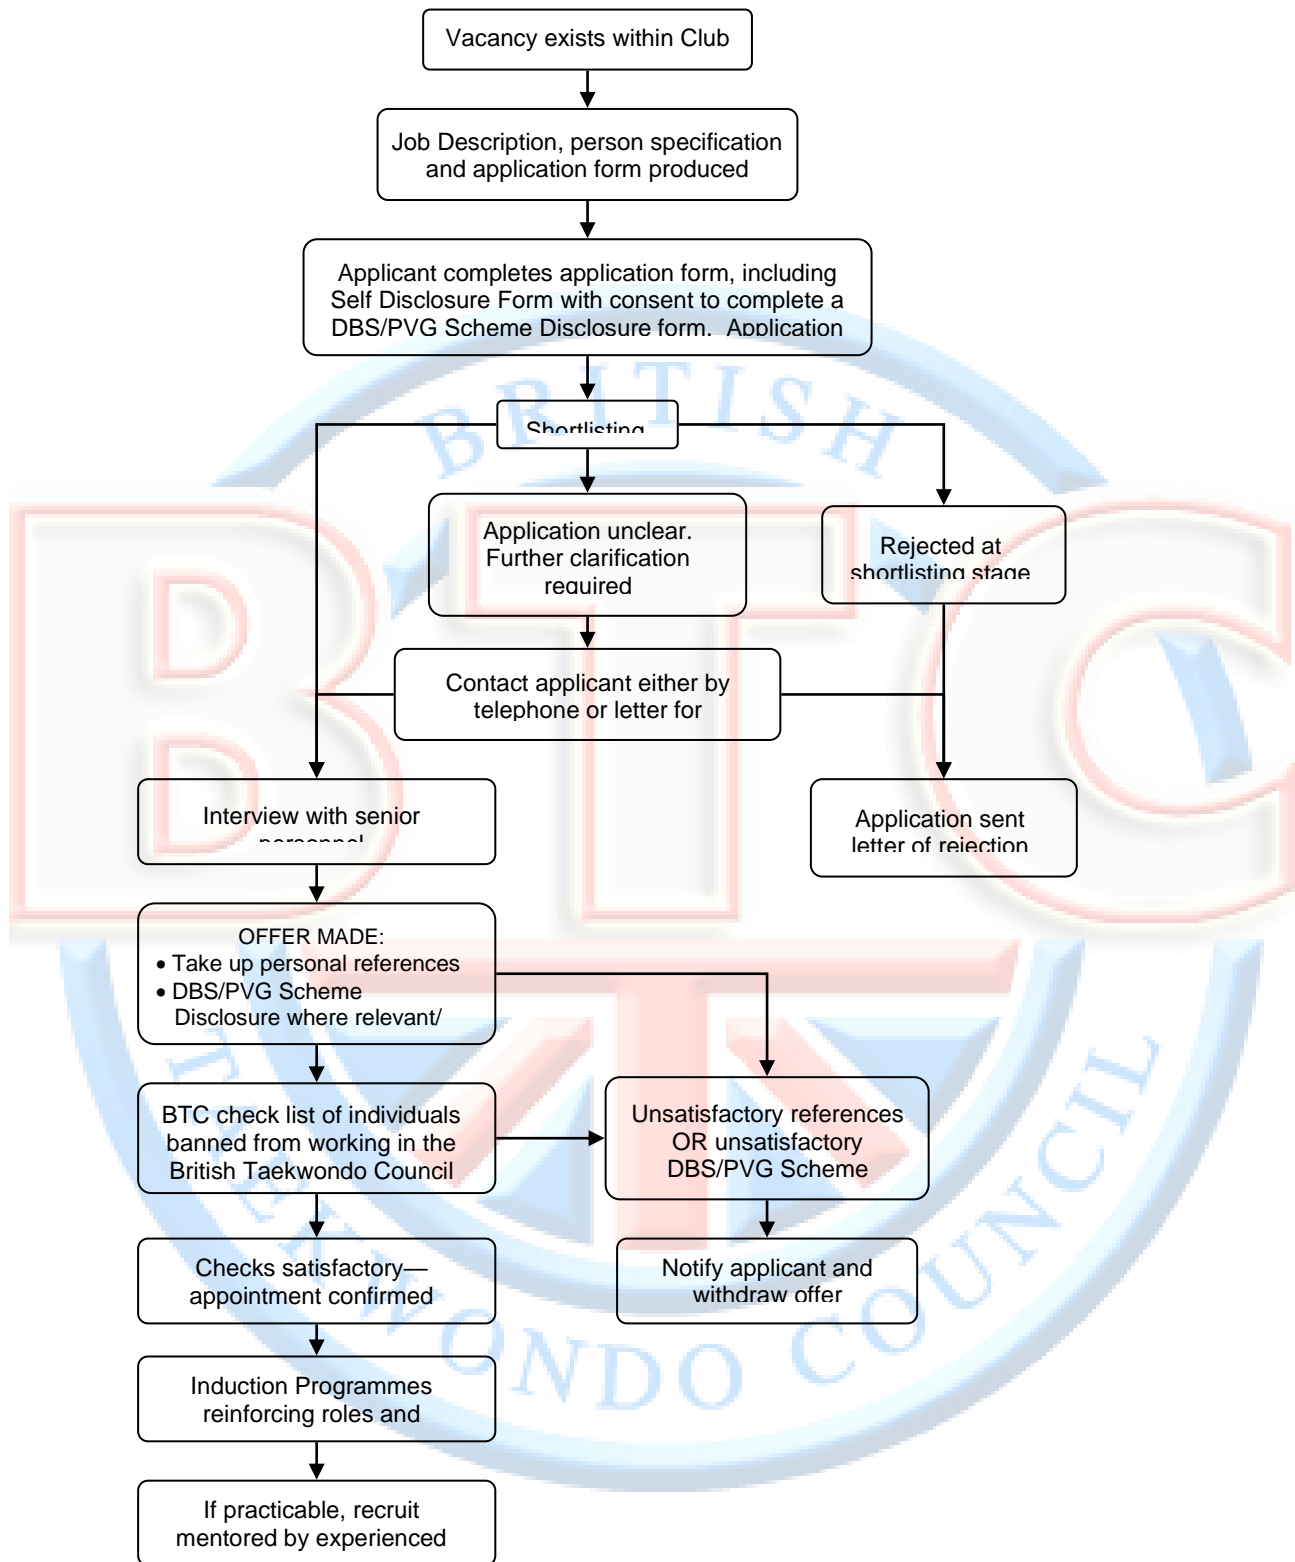 Vacancy exists within Club
Job Description, person specification
and application form produced
Applicant completes application form, including
Self Disclosure Form with consent to complete a
DBS/PVG Scheme Disclosure form. Application
Shortlisting
Application unclear.
Further clarification
required
Rejected at
shortlisting stage
Contact applicant either by
telephone or letter for
Interview with senior
personnel
Application sent
letter of rejection
OFFER MADE:
• Take up personal references
• DBS/PVG Scheme
Disclosure where relevant/
BTC check list of individuals
banned from working in the
British Taekwondo Council
Unsatisfactory references
OR unsatisfactory
DBS/PVG Scheme
Checks satisfactory—
appointment confirmed
Notify applicant and
withdraw offer
Induction Programmes
reinforcing roles and
If practicable, recruit
mentored by experienced
BRITISH
BTC
TAEKWONDO COUNCIL